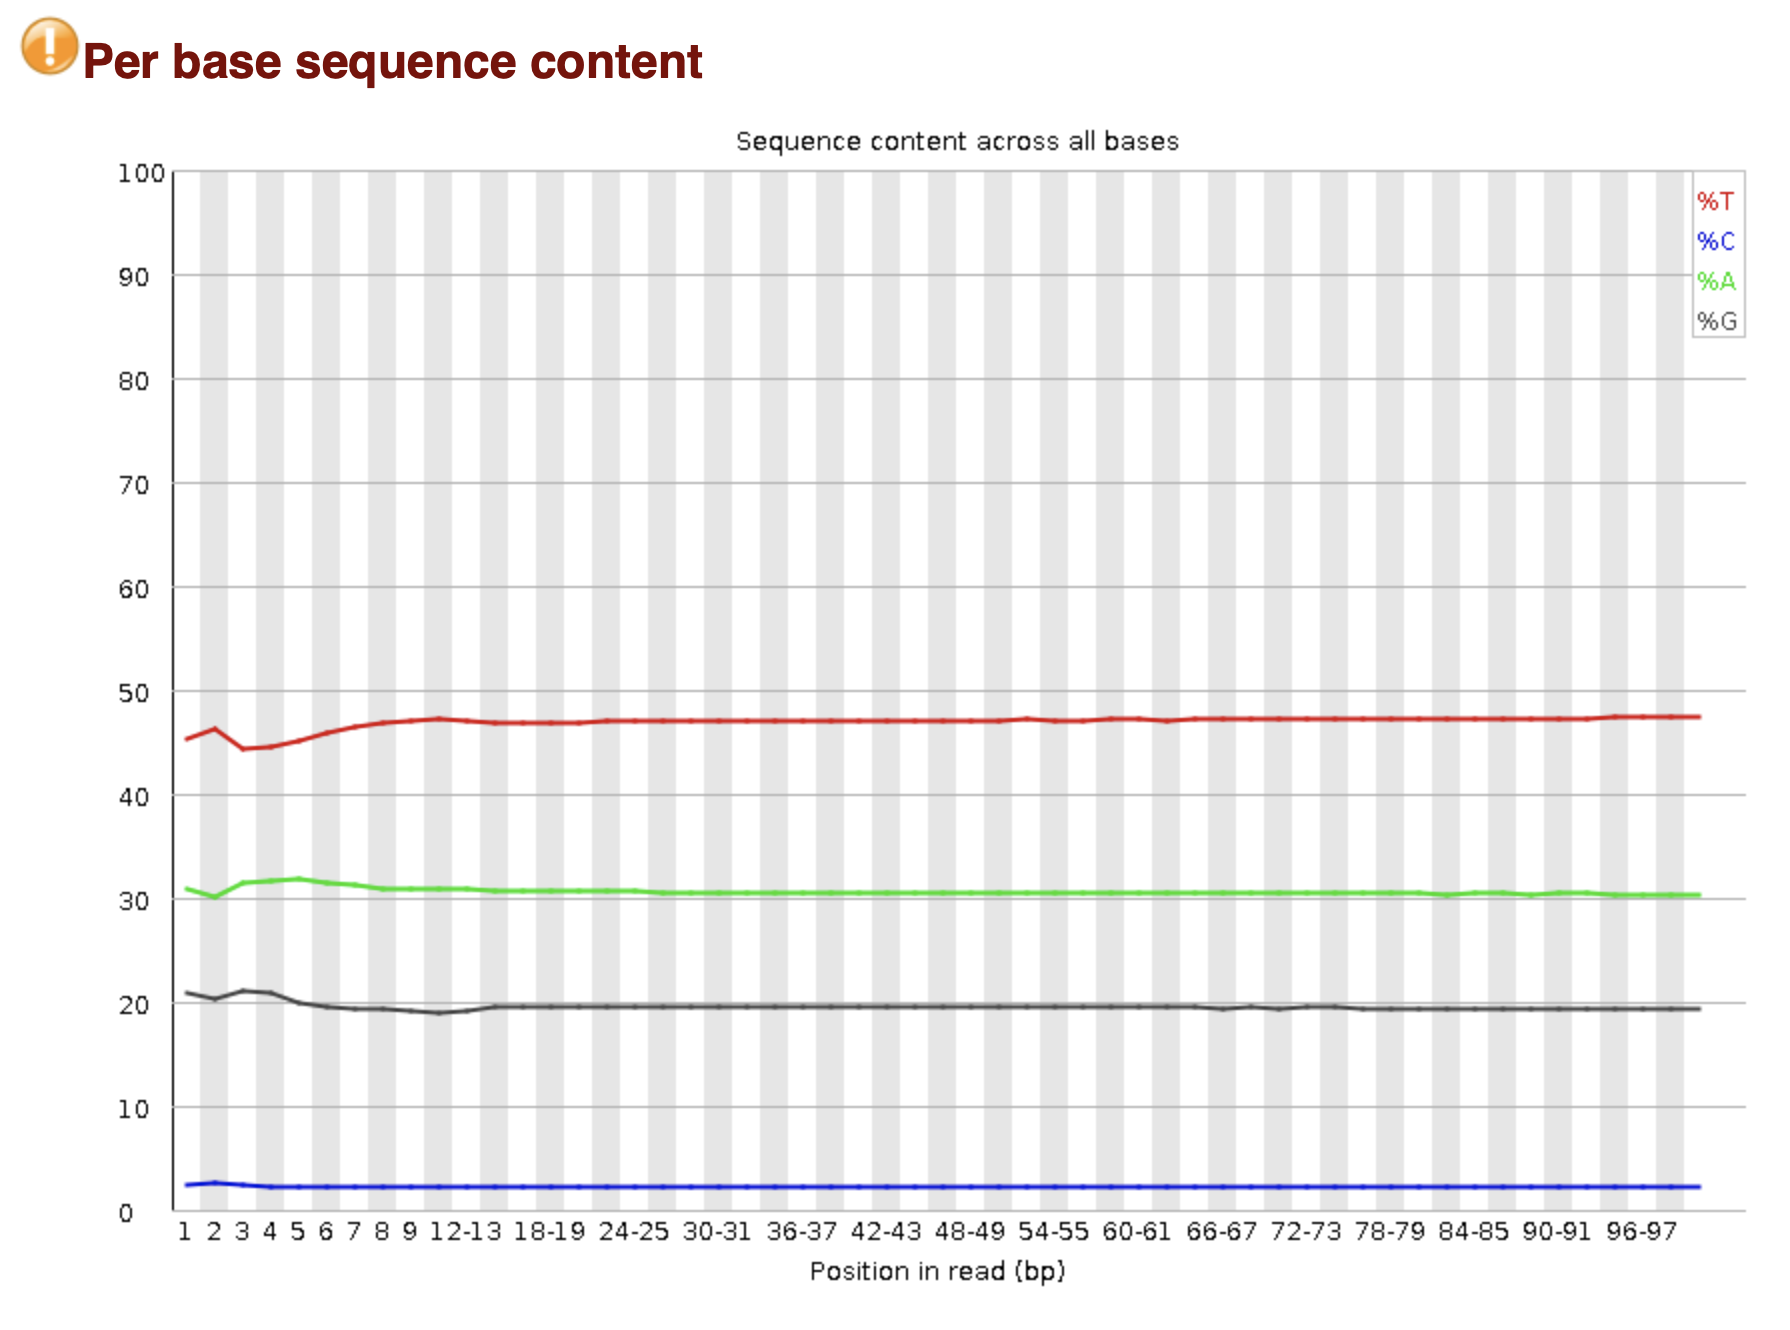 Per base sequence content
Sequence content across all bases
100
90
80
70
60
50
40
30
20
10
0
%T
%C
%A
%G
1 2 3 4 5 6 7 8 9 12-13 18-19 24-25 30-31 36-37 42-43 48-49 54-55 60-61 66-67 72-73 78-79 84-85 90-91 96-97
Position in read (bp)